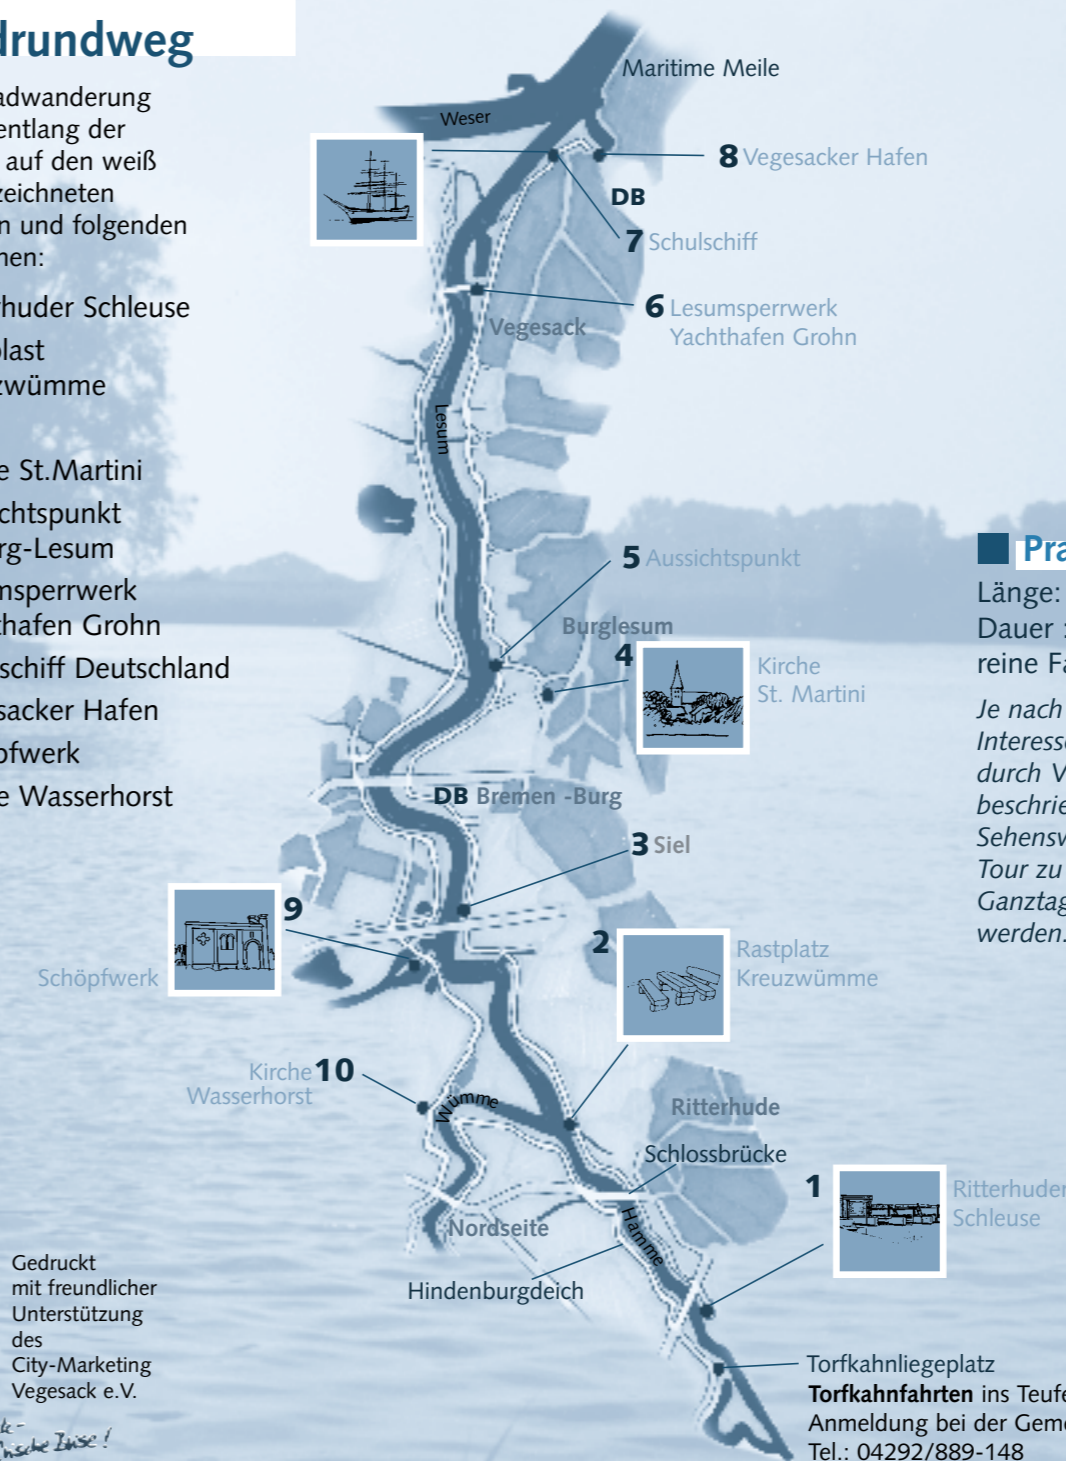 drundweg
adwanderung
entlang der
auf den weiß
zeichneten
n und folgenden
nen:
huder Schleuse
last
zwümme
e St.Martini
chtspunkt
rg-Lesum
msperrwerk
thafen Grohn
schiff Deutschland
sacker Hafen
pfwerk
e Wasserhorst
Maritime Meile
Weser
8 Vegesacker Hafen
DB
7 Schulschiff
6 Lesumsperrwerk
Yachthafen Grohn
Vegesack
Lesum
5 Aussichtspunkt
Burglesum
4
Kirche
St. Martini
DB Bremen -Burg
3 Siel
9
Schöpfwerk
2
Rastplatz
Kreuzwümme
Kirche 10
Wasserhorst
Wümme
Ritterhude
Schlossbrücke
1
Ritterhuder
Schleuse
Nordseite
Hamme
Hindenburgdeich
Torfkahnliegeplatz
Torfkahnfahrten ins Teufe
Anmeldung bei der Geme
Tel.: 04292/889-148
Pra
Länge:
Dauer :
reine Fa
Je nach
Interesse
durch V
beschrie
Sehensw
Tour zu
Ganztag
werden.
Gedruckt
mit freundlicher
Unterstützung
des
City-Marketing
Vegesack e.V.